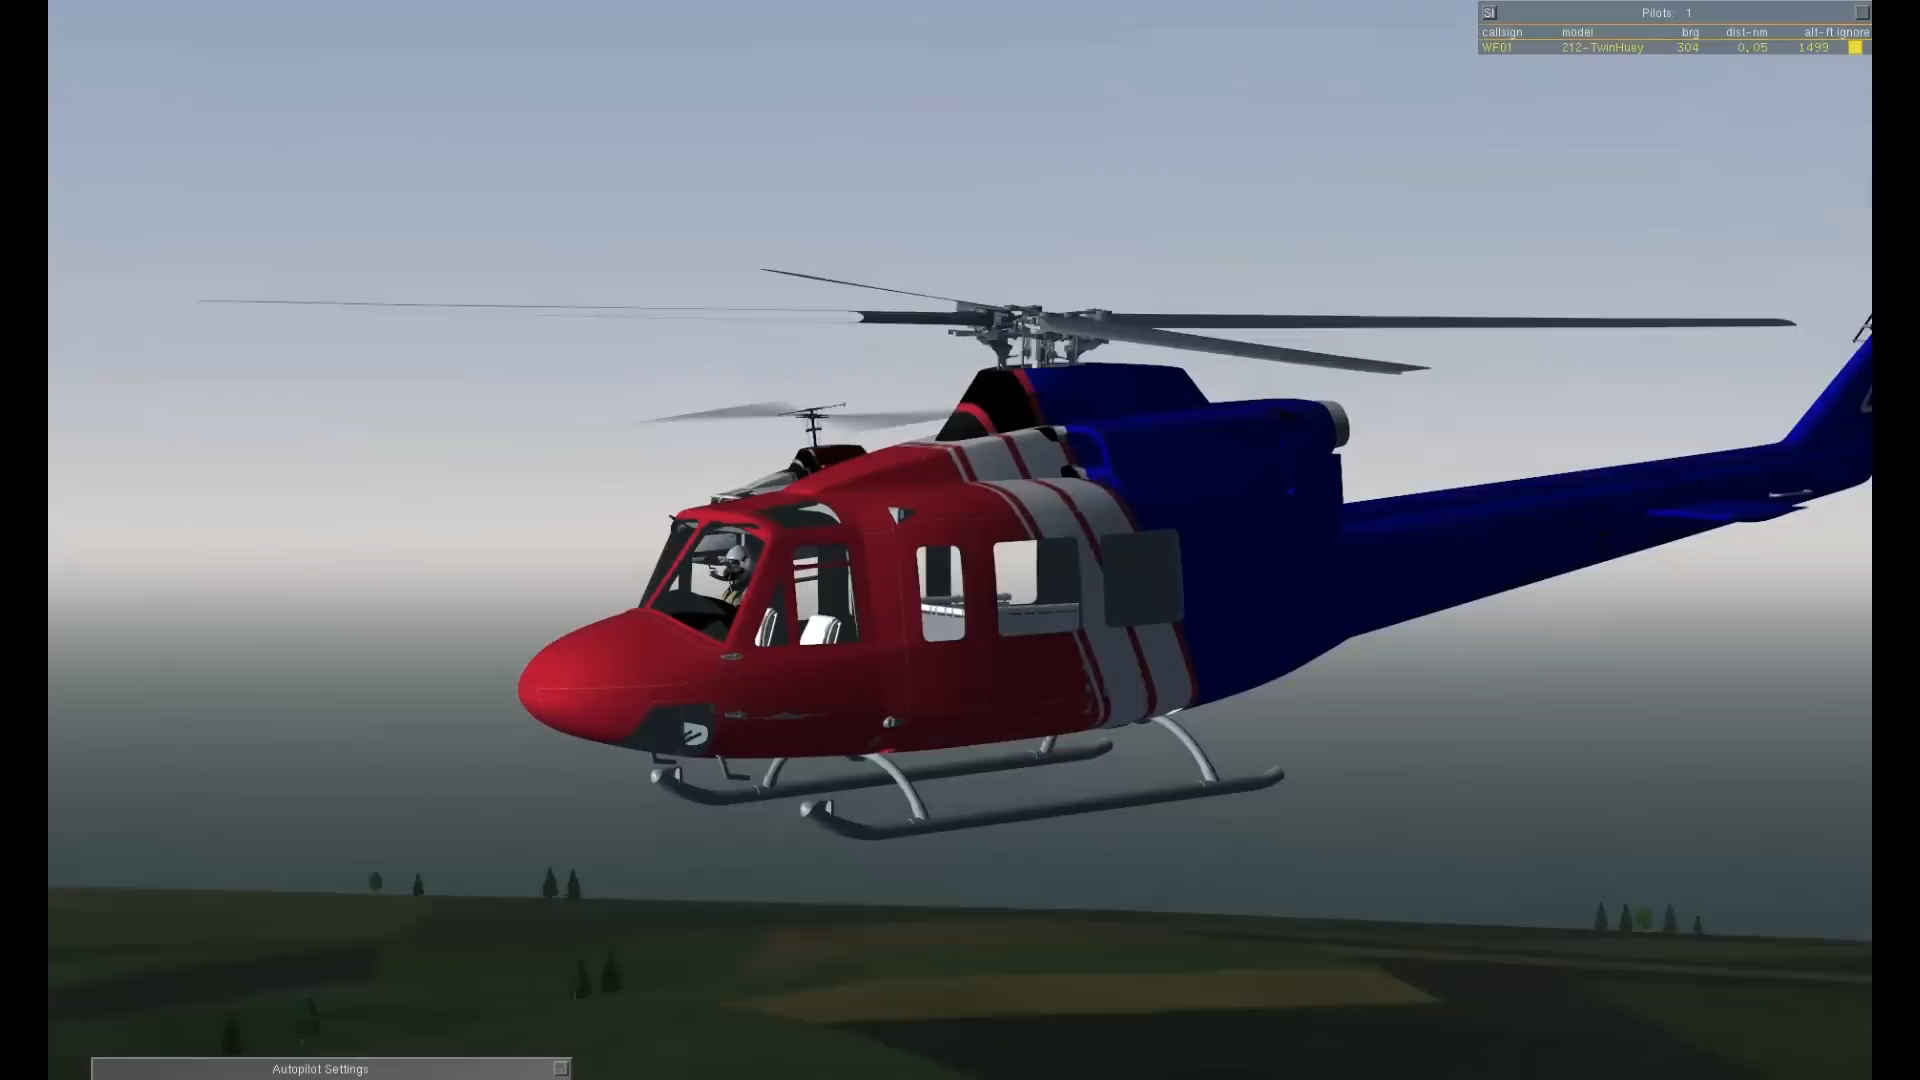 SI Pilots: 1
callsign model brg dist-nm alt-ft ignore
WF01 212-TwinHuey 304 0.05 1499
Autopilot Settings